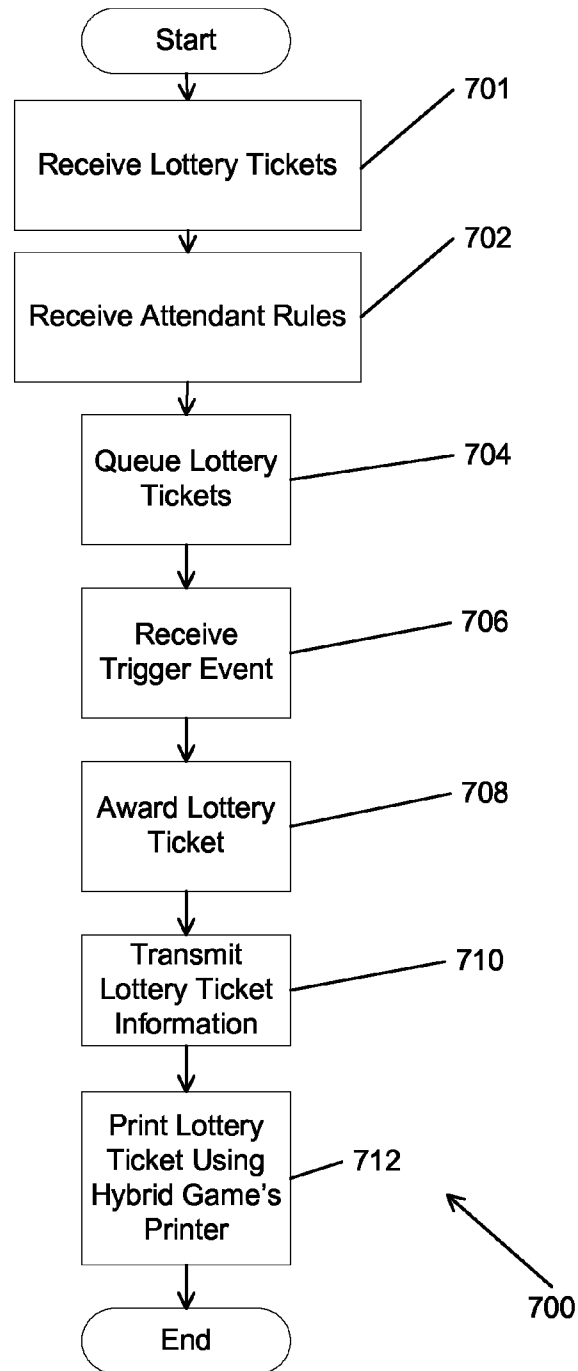 Start
701
Receive Lottery Tickets
702
Receive Attendant Rules
Queue Lottery
Tickets
704
Receive
Trigger Event
706
Award Lottery
Ticket
708
Transmit
Lottery Ticket
Information
710
Print Lottery
Ticket Using
Hybrid Game's
Printer
712
700
End